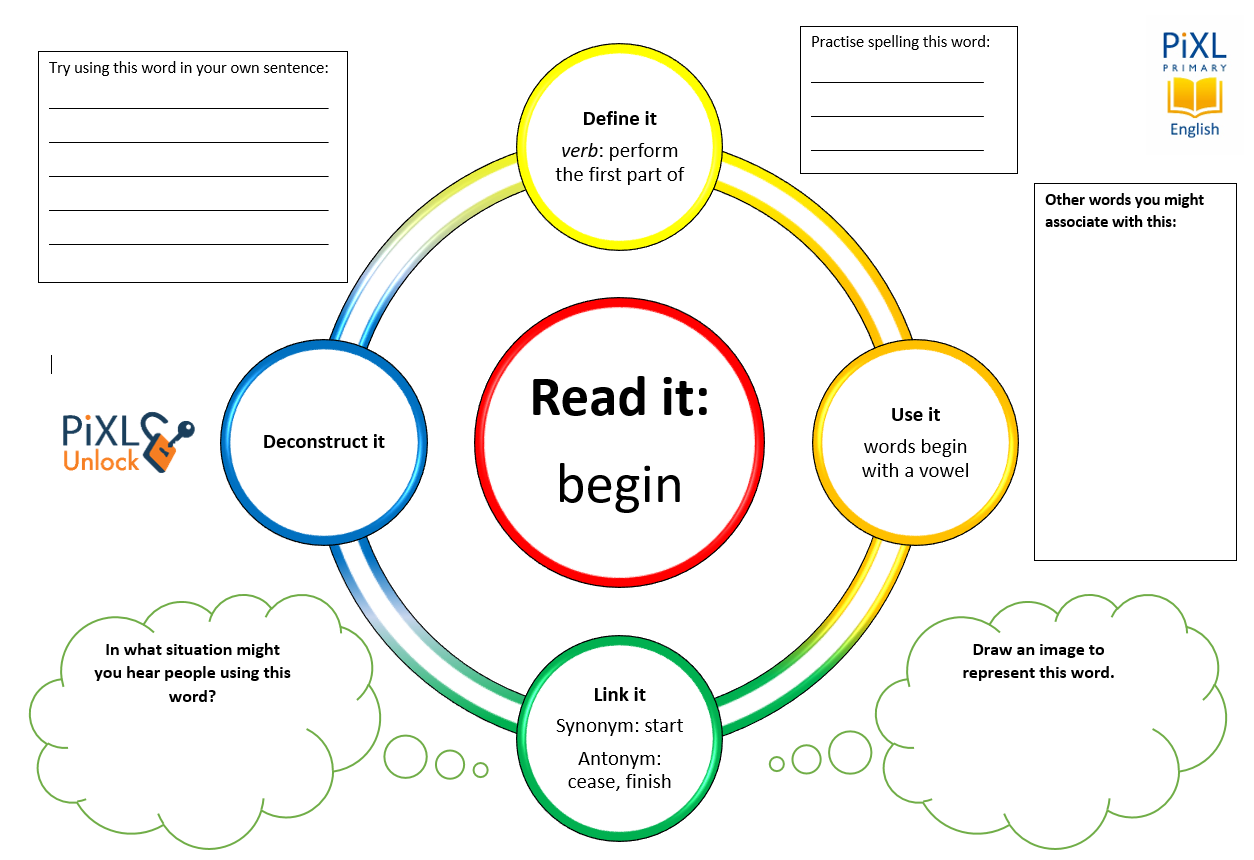 Try using this word in your own sentence:
Define it
verb: perform
the first part of
Practise spelling this word:
PiXL
PRIMARY
English
Other words you might
associate with this:
PiXL
Unlock
Deconstruct it
Read it:
begin
Use it
words begin
with a vowel
In what situation might
you hear people using this
word?
Link it
Synonym: start
Antonym:
cease, finish
Draw an image to
represent this word.